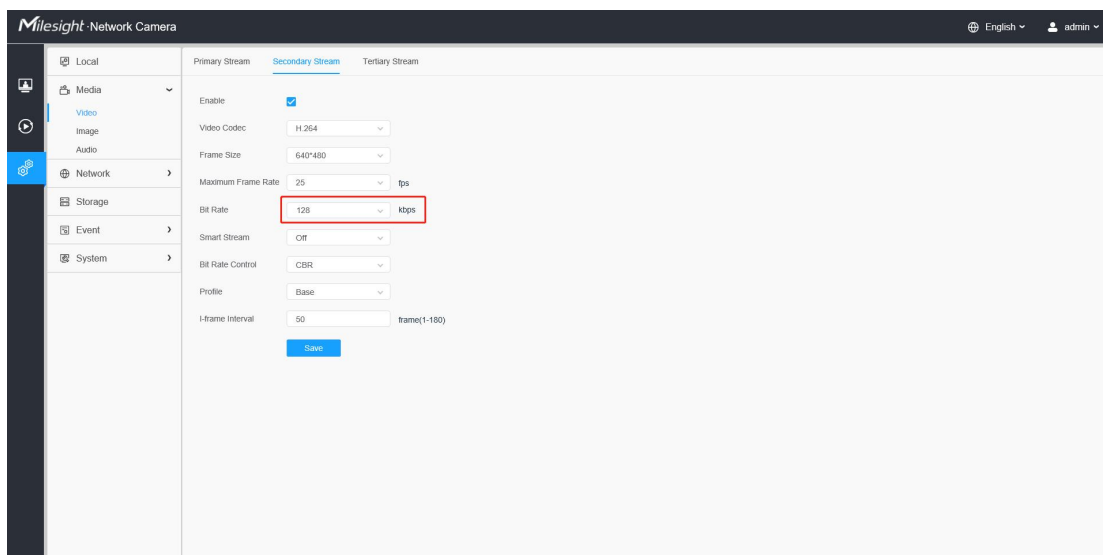 Milesight · Network Camera
English
admin
Local
Media
Video
Image
Audio
Network
Storage
Event
System
Primary Stream Secondary Stream Tertiary Stream
Enable
Video Codec H.264
Frame Size 640*480
Maximum Frame Rate 25 fps
Bit Rate 128 kbps
Smart Stream Off
Bit Rate Control CBR
Profile Base
I-frame Interval 50 frame(1-180)
Save